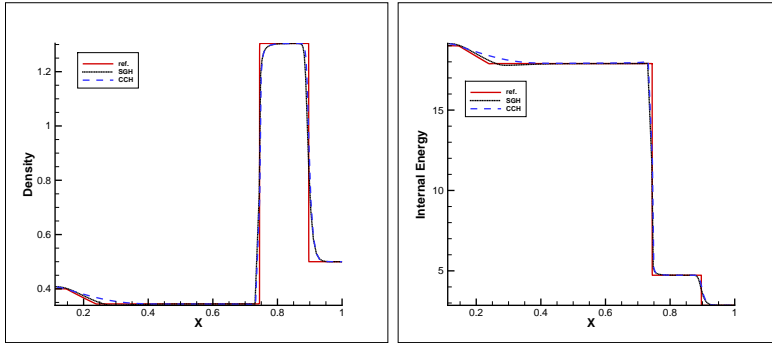 ref.
SGH
CCH
Density
1.2
1
0.8
0.6
0.4
0.2
0.4
0.6
0.8
1
X
ref.
SGH
CCH
Internal Energy
15
10
5
0.2
0.4
0.6
0.8
1
X